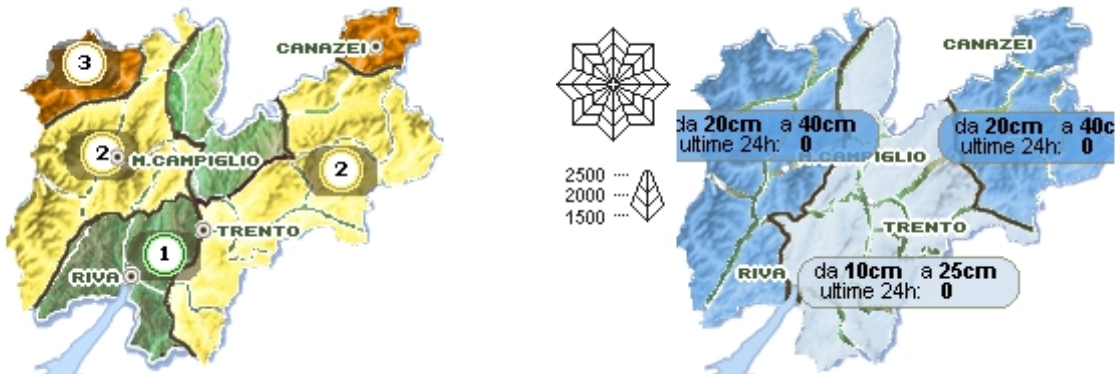 CANAZEI
3
2
M.CAMPIGLIO
2
TRENTO
1
RIVA
CANAZEI
da 20cm a 40cm
ultime 24h: 0
da 20cm a 40c
ultime 24h: 0
M.CAMPIGLIO
2500
2000
1500
TRENTO
RIVA
da 10cm a 25cm
ultime 24h: 0